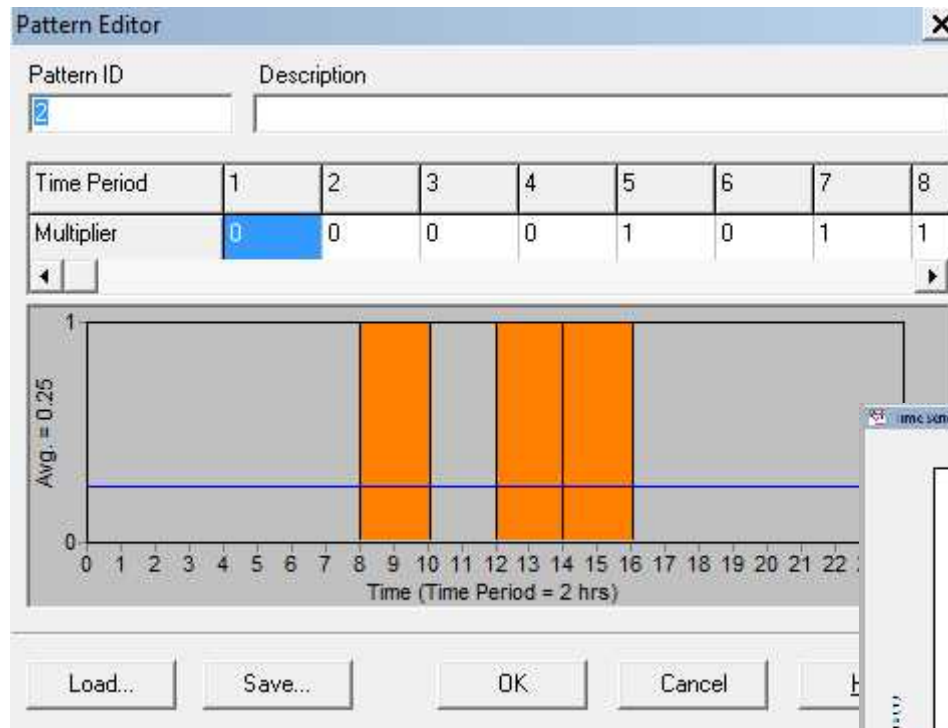 Pattern Editor
Pattern ID Description
2
Time Period 1 2 3 4 5 6 7 8
Multiplier 0 0 0 0 1 0 1 1
1
Avg. = 0.25
0
0 1 2 3 4 5 6 7 8 9 10 11 12 13 14 15 16 17 18 19 20 21 22
Time (Time Period = 2 hrs)
Load... Save... OK Cancel